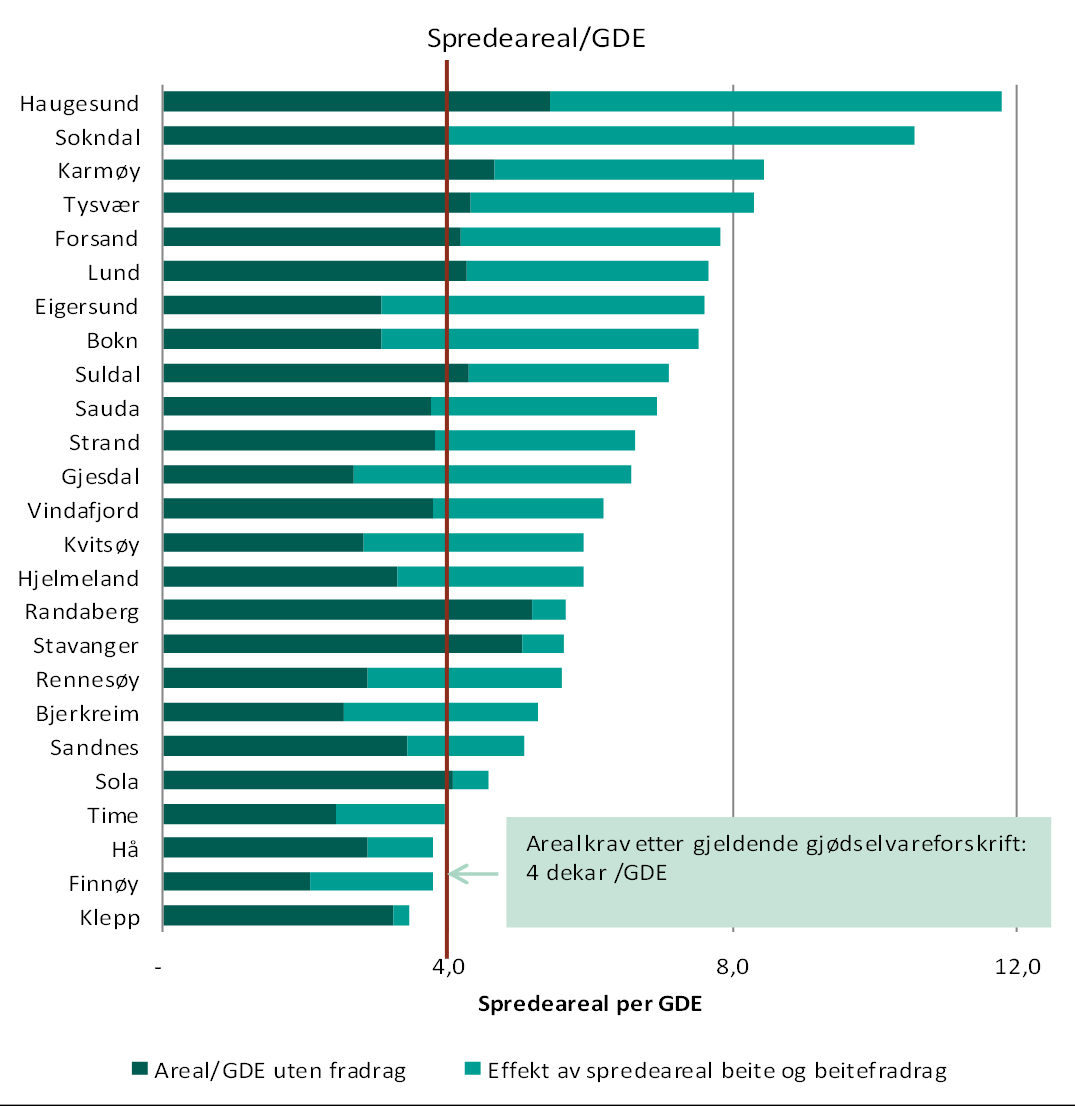 Spredeareal/GDE
Haugesund
Sokndal
Karmøy
Tysvær
Forsand
Lund
Eigersund
Bokn
Suldal
Sauda
Strand
Gjesdal
Vindafjord
Kvitsøy
Hjelmeland
Randaberg
Stavanger
Rennesøy
Bjerkreim
Sandnes
Sola
Time
Hå
Finnøy
Klepp
Arealkrav etter gjeldende gjødselvareforskrift:
4 dekar /GDE
- 4,0 8,0 12,0
Spredeareal per GDE
Areal/GDE uten fradrag Effekt av spredeareal beite og beitefradrag